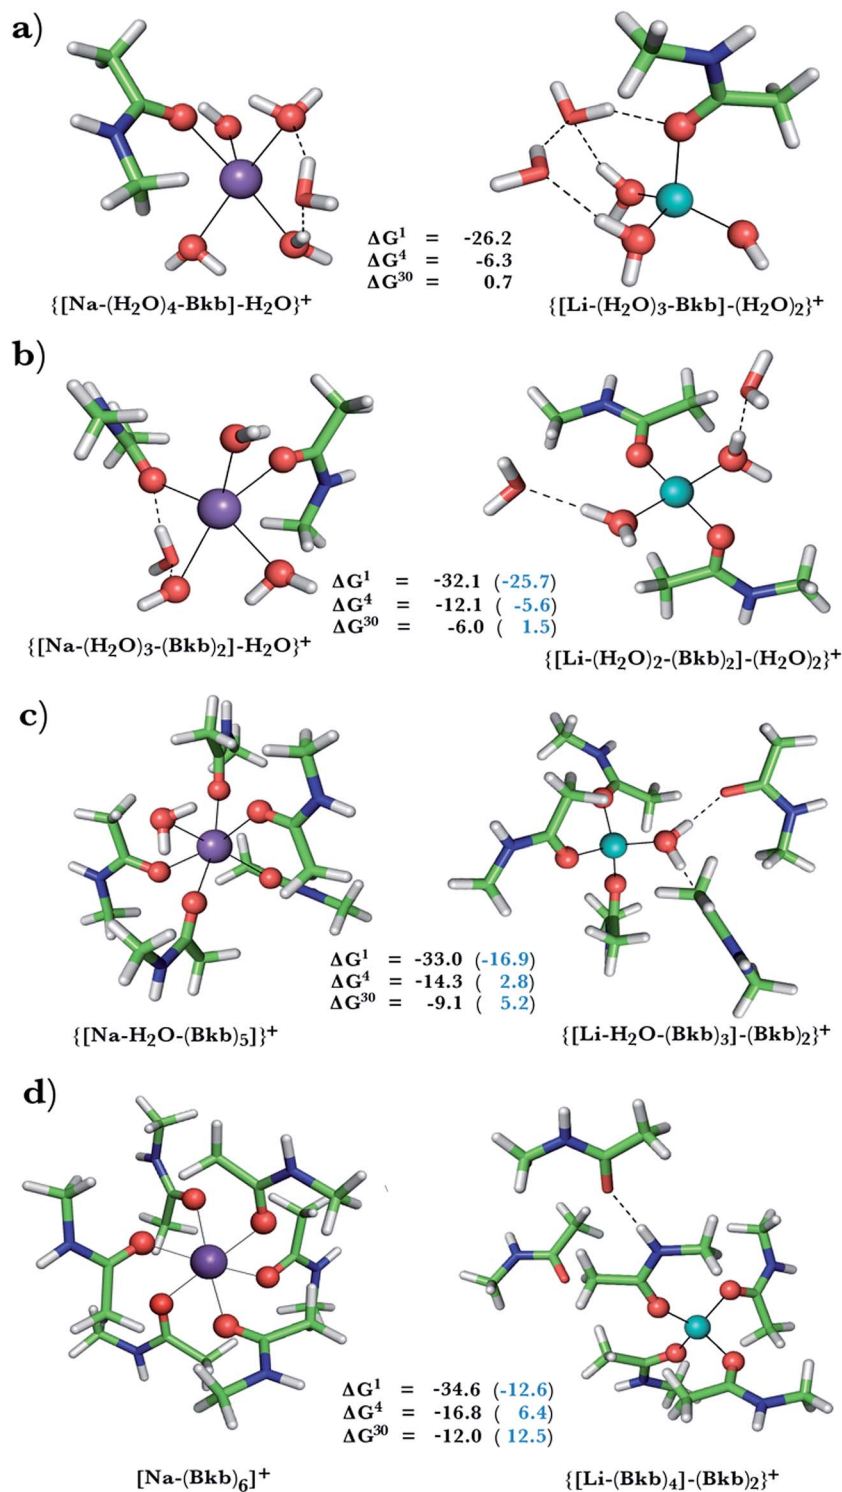 a)
ΔG¹ = -26.2
ΔG⁴ = -6.3
ΔG³⁰ = 0.7
{[Na-(H₂O)₄-Bkb]-H₂O}⁺
{[Li-(H₂O)₃-Bkb]-(H₂O)₂}⁺
b)
ΔG¹ = -32.1 (-25.7)
ΔG⁴ = -12.1 ( -5.6)
ΔG³⁰ = -6.0 ( 1.5)
{[Na-(H₂O)₃-(Bkb)₂]-H₂O}⁺
{[Li-(H₂O)₂-(Bkb)₂]-(H₂O)₂}⁺
c)
ΔG¹ = -33.0 (-16.9)
ΔG⁴ = -14.3 ( 2.8)
ΔG³⁰ = -9.1 ( 5.2)
{[Na-H₂O-(Bkb)₅]}⁺
{[Li-H₂O-(Bkb)₃]-(Bkb)₂}⁺
d)
ΔG¹ = -34.6 (-12.6)
ΔG⁴ = -16.8 ( 6.4)
ΔG³⁰ = -12.0 ( 12.5)
[Na-(Bkb)₆]⁺
{[Li-(Bkb)₄]-(Bkb)₂}⁺